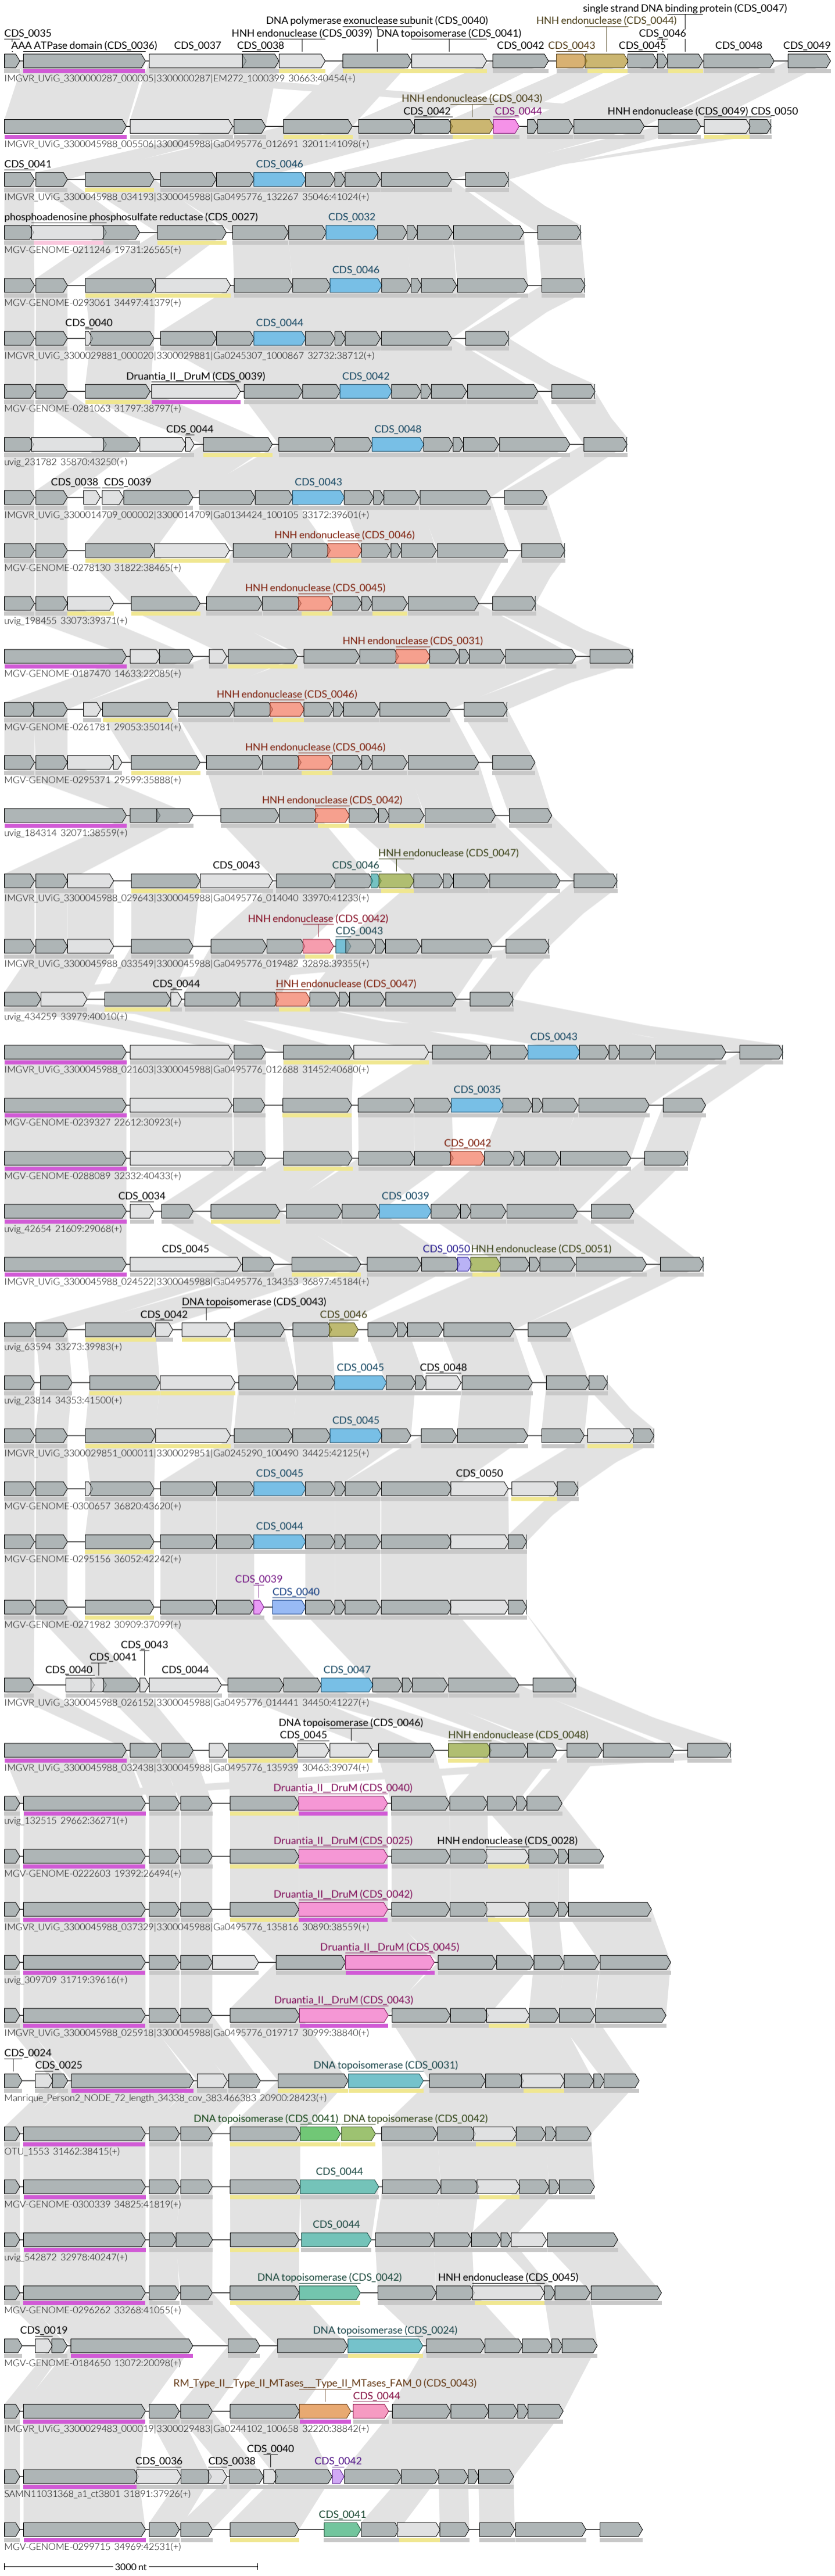 single strand DNA binding protein (CDS_0047)
DNA polymerase exonuclease subunit (CDS_0040) HNH endonuclease (CDS_0044)
CDS_0035 HNH endonuclease (CDS_0039) DNA topoisomerase (CDS_0041) CDS_0046
AAA ATPase domain (CDS_0036) CDS_0037 CDS_0038 CDS_0042 CDS_0043 CDS_0045 CDS_0048 CDS_0049
IMGVR_UViG_3300000287_000005|3300000287|EM272_1000399 30663:40454(+)
HNH endonuclease (CDS_0043)
CDS_0042 CDS_0044 HNH endonuclease (CDS_0049) CDS_0050
IMGVR_UViG_3300045988_005506|3300045988|Ga0495776_012691 32011:41098(+)
CDS_0041 CDS_0046
IMGVR_UViG_3300045988_034193|3300045988|Ga0495776_132267 35046:41024(+)
phosphoadenosine phosphosulfate reductase (CDS_0027) CDS_0032
MGV-GENOME-0211246 19731:26565(+)
CDS_0046
MGV-GENOME-0293061 34497:41379(+)
CDS_0040 CDS_0044
IMGVR_UViG_3300029881_000020|3300029881|Ga0245307_1000867 32732:38712(+)
Druantia_II__DruM (CDS_0039) CDS_0042
MGV-GENOME-0281063 31797:38797(+)
CDS_0044 CDS_0048
uvig_231782 35870:43250(+)
CDS_0038 CDS_0039 CDS_0043
IMGVR_UViG_3300014709_000002|3300014709|Ga0134424_100105 33172:39601(+)
HNH endonuclease (CDS_0046)
MGV-GENOME-0278130 31822:38465(+)
HNH endonuclease (CDS_0045)
uvig_198455 33073:39371(+)
HNH endonuclease (CDS_0031)
MGV-GENOME-0187470 14633:22085(+)
HNH endonuclease (CDS_0046)
MGV-GENOME-0261781 29053:35014(+)
HNH endonuclease (CDS_0046)
MGV-GENOME-0295371 29599:35888(+)
HNH endonuclease (CDS_0042)
uvig_184314 32071:38559(+)
HNH endonuclease (CDS_0047)
CDS_0043 CDS_0046
IMGVR_UViG_3300045988_029643|3300045988|Ga0495776_014040 33970:41233(+)
HNH endonuclease (CDS_0042)
CDS_0043
IMGVR_UViG_3300045988_033549|3300045988|Ga0495776_019482 32898:39355(+)
CDS_0044 HNH endonuclease (CDS_0047)
uvig_434259 33979:40010(+)
CDS_0043
IMGVR_UViG_3300045988_021603|3300045988|Ga0495776_012688 31452:40680(+)
CDS_0035
MGV-GENOME-0239327 22612:30923(+)
CDS_0042
MGV-GENOME-0288089 32332:40433(+)
CDS_0034 CDS_0039
uvig_42654 21609:29068(+)
CDS_0045 CDS_0050 HNH endonuclease (CDS_0051)
IMGVR_UViG_3300045988_024522|3300045988|Ga0495776_134353 36897:45184(+)
DNA topoisomerase (CDS_0043)
CDS_0042 CDS_0046
uvig_63594 33273:39983(+)
CDS_0045 CDS_0048
uvig_23814 34353:41500(+)
CDS_0045
IMGVR_UViG_3300029851_000011|3300029851|Ga0245290_100490 34425:42125(+)
CDS_0045 CDS_0050
MGV-GENOME-0300657 36820:43620(+)
CDS_0044
MGV-GENOME-0295156 36052:42242(+)
CDS_0039
CDS_0040
MGV-GENOME-0271982 30909:37099(+)
CDS_0043
CDS_0041
CDS_0040 CDS_0044 CDS_0047
IMGVR_UViG_3300045988_026152|3300045988|Ga0495776_014441 34450:41227(+)
DNA topoisomerase (CDS_0046)
CDS_0045 HNH endonuclease (CDS_0048)
IMGVR_UViG_3300045988_032438|3300045988|Ga0495776_135939 30463:39074(+)
Druantia_II__DruM (CDS_0040)
uvig_132515 29662:36271(+)
Druantia_II__DruM (CDS_0025) HNH endonuclease (CDS_0028)
MGV-GENOME-0222603 19392:26494(+)
Druantia_II__DruM (CDS_0042)
IMGVR_UViG_3300045988_037329|3300045988|Ga0495776_135816 30890:38559(+)
Druantia_II__DruM (CDS_0045)
uvig_309709 31719:39616(+)
Druantia_II__DruM (CDS_0043)
IMGVR_UViG_3300045988_025918|3300045988|Ga0495776_019717 30999:38840(+)
CDS_0024
CDS_0025 DNA topoisomerase (CDS_0031)
Manrique_Person2_NODE_72_length_34338_cov_383.466383 20900:28423(+)
DNA topoisomerase (CDS_0041) DNA topoisomerase (CDS_0042)
OTU_1553 31462:38415(+)
CDS_0044
MGV-GENOME-0300339 34825:41819(+)
CDS_0044
uvig_542872 32978:40247(+)
DNA topoisomerase (CDS_0042) HNH endonuclease (CDS_0045)
MGV-GENOME-0296262 33268:41055(+)
CDS_0019 DNA topoisomerase (CDS_0024)
MGV-GENOME-0184650 13072:20098(+)
RM_Type_II__Type_II_MTases___Type_II_MTases_FAM_0 (CDS_0043)
CDS_0044
IMGVR_UViG_3300029483_000019|3300029483|Ga0244102_100658 32220:38842(+)
CDS_0040
CDS_0036 CDS_0038 CDS_0042
SAMN11031368_a1_ct3801 31891:37926(+)
CDS_0041
MGV-GENOME-0299715 34969:42531(+)
3000 nt